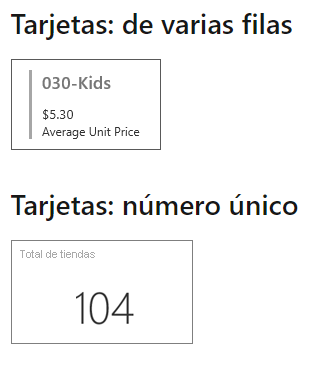 Tarjetas: de varias filas
030-Kids
$5.30
Average Unit Price
Tarjetas: número único
Total de tiendas
104